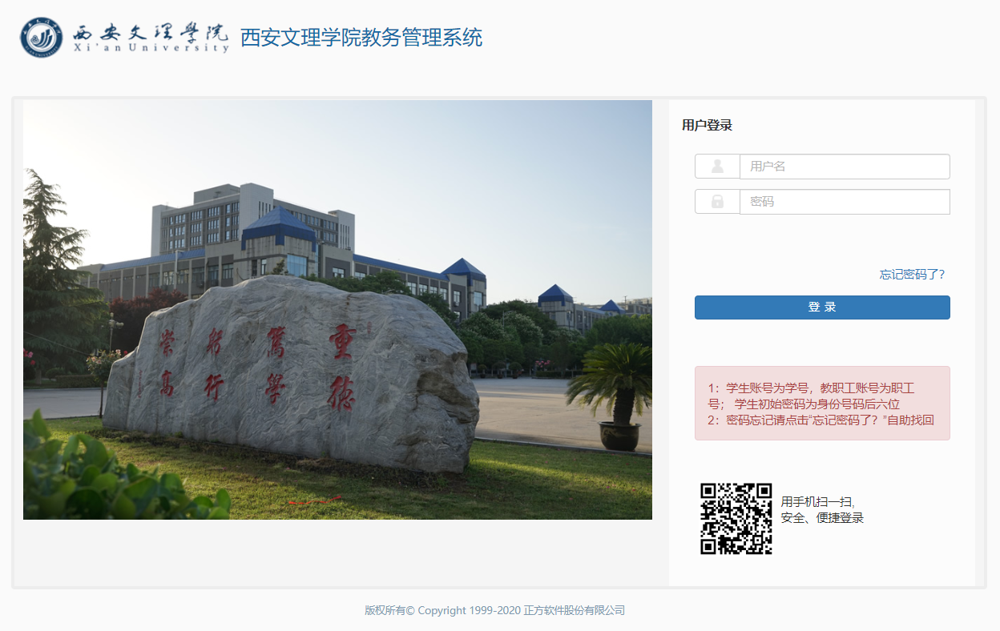 西安文理學院
Xi'an University
西安文理学院教务管理系统
崇 躬 篤 重
高 行 學 德
用户登录
用户名
密码
忘记密码了?
登 录
1：学生账号为学号，教职工账号为职工
号； 学生初始密码为身份号码后六位
2：密码忘记请点击“忘记密码了？”自助找回
用手机扫一扫,
安全、便捷登录
版权所有© Copyright 1999-2020 正方软件股份有限公司